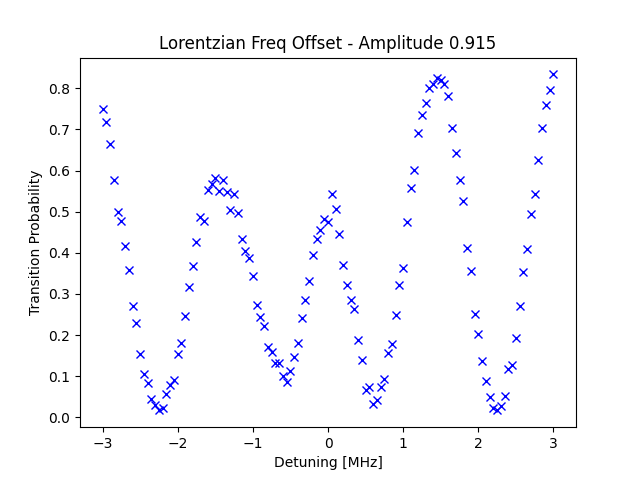 Lorentzian Freq Offset - Amplitude 0.915
Transition Probability
0.8
0.7
0.6
0.5
0.4
0.3
0.2
0.1
0.0
−3 −2 −1 0 1 2 3
Detuning [MHz]